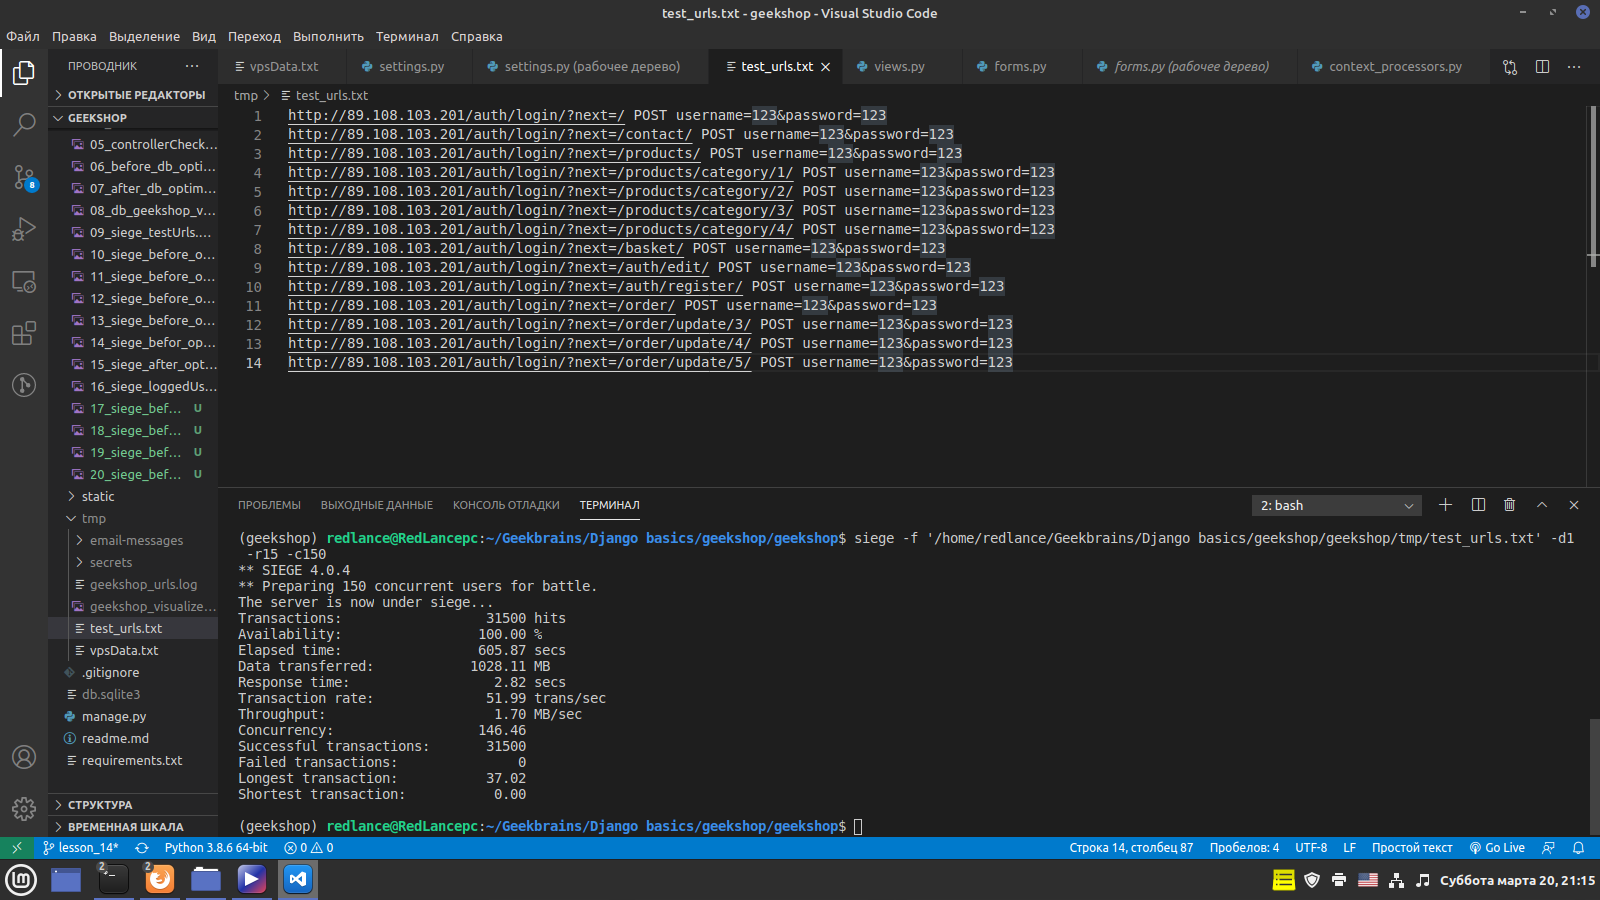 test_urls.txt - geekshop - Visual Studio Code
Файл Правка Выделение Вид Переход Выполнить Терминал Справка
ПРОВОДНИК ...
vpsData.txt settings.py settings.py (рабочее дерево) test_urls.txt views.py forms.py forms.py (рабочее дерево) context_processors.py
ОТКРЫТЫЕ РЕДАКТОРЫ
GEEKSHOP
05_controllerCheck...
06_before_db_opti...
07_after_db_optim...
08_db_geekshop_v...
09_siege_testUrls....
10_siege_before_o...
11_siege_before_o...
12_siege_before_o...
13_siege_before_o...
14_siege_befor_op...
15_siege_after_opt...
16_siege_loggedUs...
17_siege_bef... U
18_siege_bef... U
19_siege_bef... U
20_siege_bef... U
static
tmp
email-messages
secrets
geekshop_urls.log
geekshop_visualize...
test_urls.txt
vpsData.txt
.gitignore
db.sqlite3
manage.py
readme.md
requirements.txt
СТРУКТУРА
ВРЕМЕННАЯ ШКАЛА
8
tmp > test_urls.txt
1 http://89.108.103.201/auth/login/?next=/ POST username=123&password=123
2 http://89.108.103.201/auth/login/?next=/contact/ POST username=123&password=123
3 http://89.108.103.201/auth/login/?next=/products/ POST username=123&password=123
4 http://89.108.103.201/auth/login/?next=/products/category/1/ POST username=123&password=123
5 http://89.108.103.201/auth/login/?next=/products/category/2/ POST username=123&password=123
6 http://89.108.103.201/auth/login/?next=/products/category/3/ POST username=123&password=123
7 http://89.108.103.201/auth/login/?next=/products/category/4/ POST username=123&password=123
8 http://89.108.103.201/auth/login/?next=/basket/ POST username=123&password=123
9 http://89.108.103.201/auth/login/?next=/auth/edit/ POST username=123&password=123
10 http://89.108.103.201/auth/login/?next=/auth/register/ POST username=123&password=123
11 http://89.108.103.201/auth/login/?next=/order/ POST username=123&password=123
12 http://89.108.103.201/auth/login/?next=/order/update/3/ POST username=123&password=123
13 http://89.108.103.201/auth/login/?next=/order/update/4/ POST username=123&password=123
14 http://89.108.103.201/auth/login/?next=/order/update/5/ POST username=123&password=123
ПРОБЛЕМЫ ВЫХОДНЫЕ ДАННЫЕ КОНСОЛЬ ОТЛАДКИ ТЕРМИНАЛ 2: bash
(geekshop) redlance@RedLancepc:~/Geekbrains/Django basics/geekshop/geekshop$ siege -f '/home/redlance/Geekbrains/Django basics/geekshop/geekshop/tmp/test_urls.txt' -d1
-r15 -c150
** SIEGE 4.0.4
** Preparing 150 concurrent users for battle.
The server is now under siege...
Transactions: 31500 hits
Availability: 100.00 %
Elapsed time: 605.87 secs
Data transferred: 1028.11 MB
Response time: 2.82 secs
Transaction rate: 51.99 trans/sec
Throughput: 1.70 MB/sec
Concurrency: 146.46
Successful transactions: 31500
Failed transactions: 0
Longest transaction: 37.02
Shortest transaction: 0.00
(geekshop) redlance@RedLancepc:~/Geekbrains/Django basics/geekshop/geekshop$
lesson_14* Python 3.8.6 64-bit 0 0 Строка 14, столбец 87 Пробелов: 4 UTF-8 LF Простой текст Go Live
2 2 Суббота марта 20, 21:15